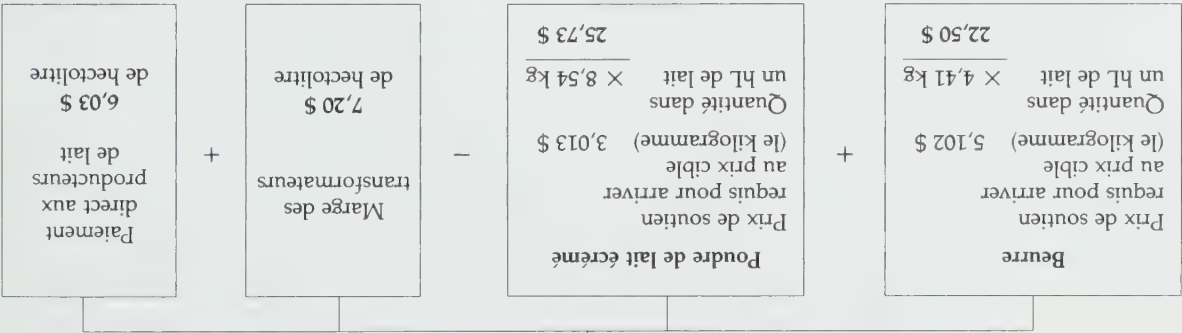 Beurre
Prix de soutien
requis pour arriver
au prix cible
(le kilogramme) 5,102 $
Quantité dans
un hL de lait × 4,41 kg
22,50 $
+
Poudre de lait écrémé
Prix de soutien
requis pour arriver
au prix cible
(le kilogramme) 3,013 $
Quantité dans
un hL de lait × 8,54 kg
25,73 $
−
Marge des
transformateurs
7,20 $
de hectolitre
+
Paiement
direct aux
producteurs
de lait
6,03 $
de hectolitre